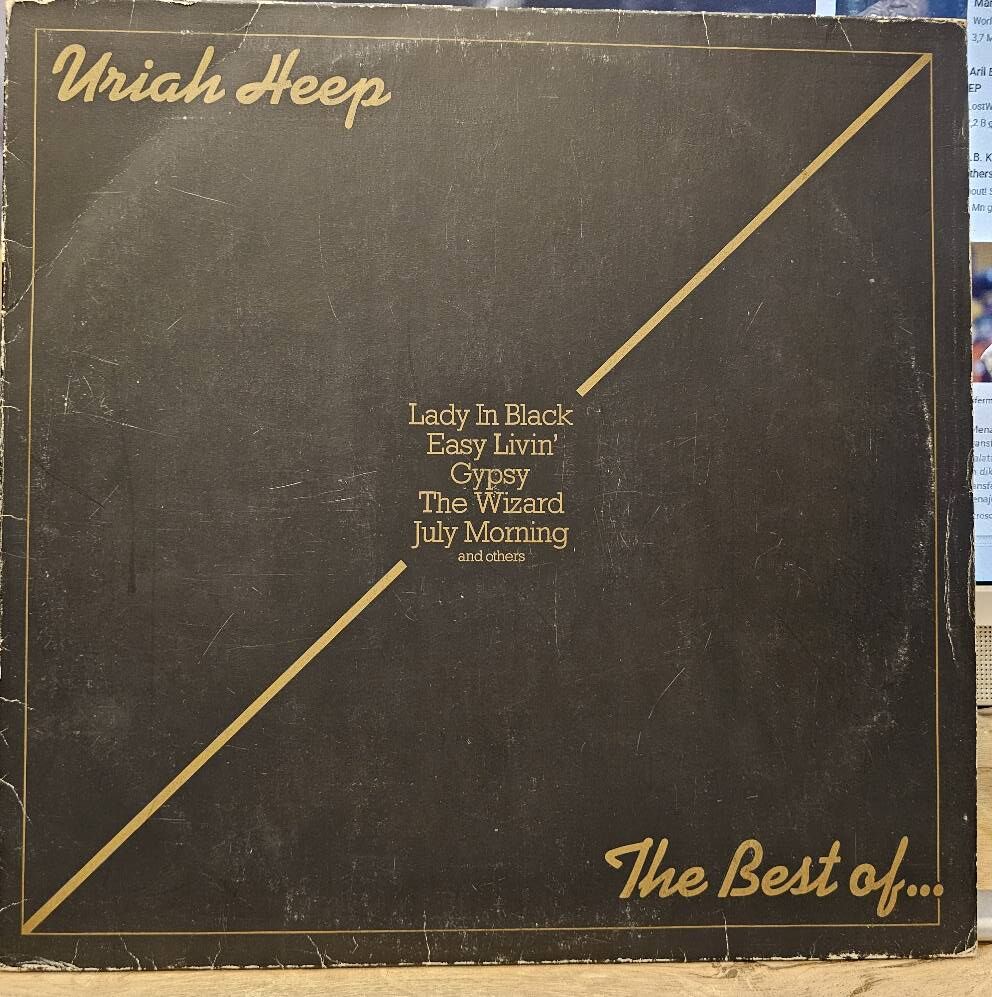 Uriah Heep
Lady In Black
Easy Livin'
Gypsy
The Wizard
July Morning
and others
The Best of...